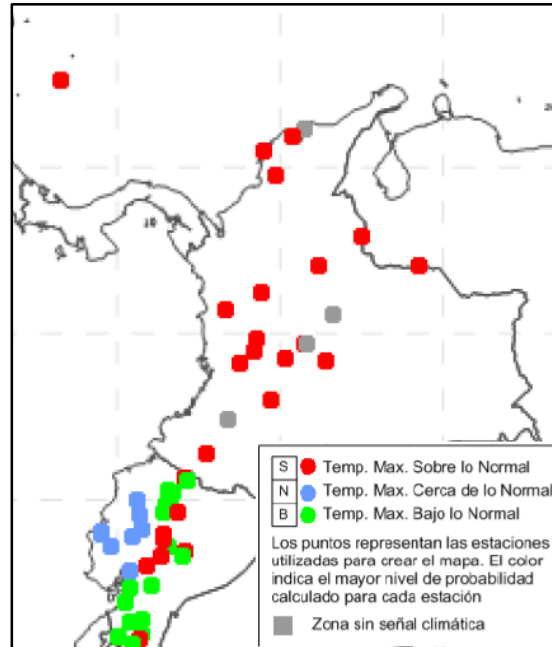 S Temp. Max. Sobre lo Normal
N Temp. Max. Cerca de lo Normal
B Temp. Max. Bajo lo Normal
Los puntos representan las estaciones
utilizadas para crear el mapa. El color
indica el mayor nivel de probabilidad
calculado para cada estación
Zona sin señal climática